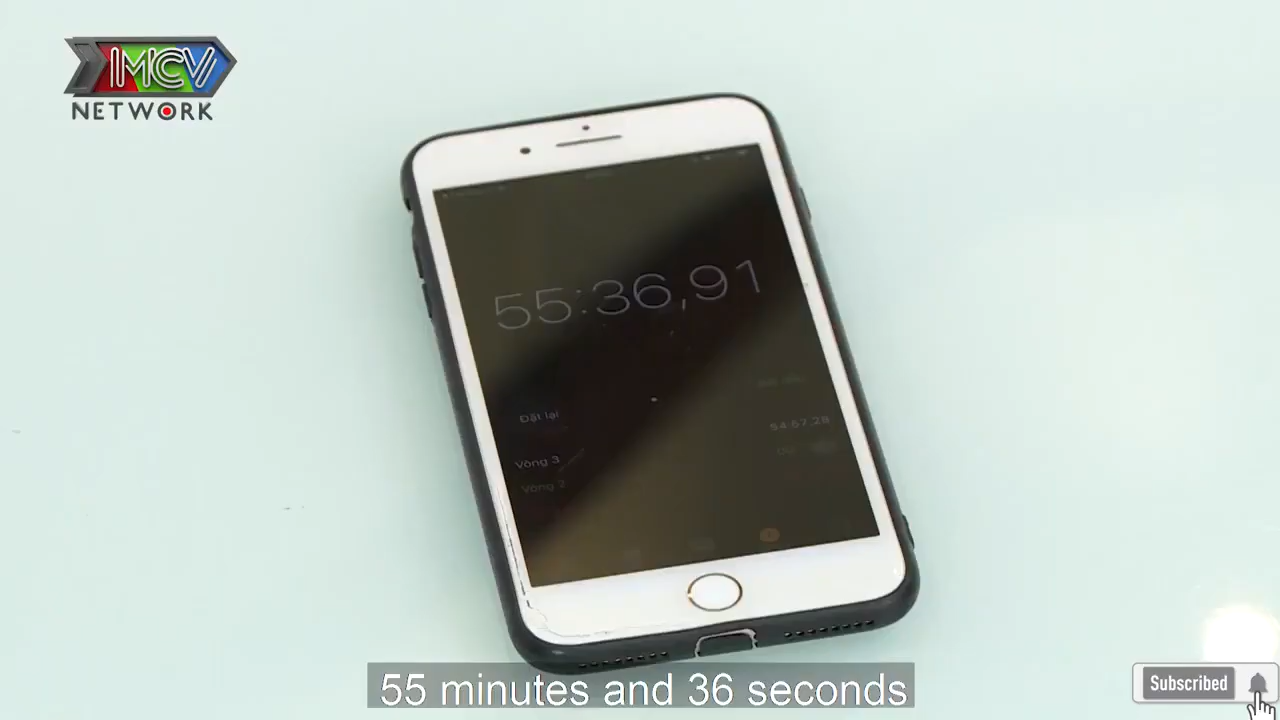 MCV
NETWORK
55:36,91
Đặt lại
Vòng 3
54:67,28
Vòng 2
55 minutes and 36 seconds
Subscribed